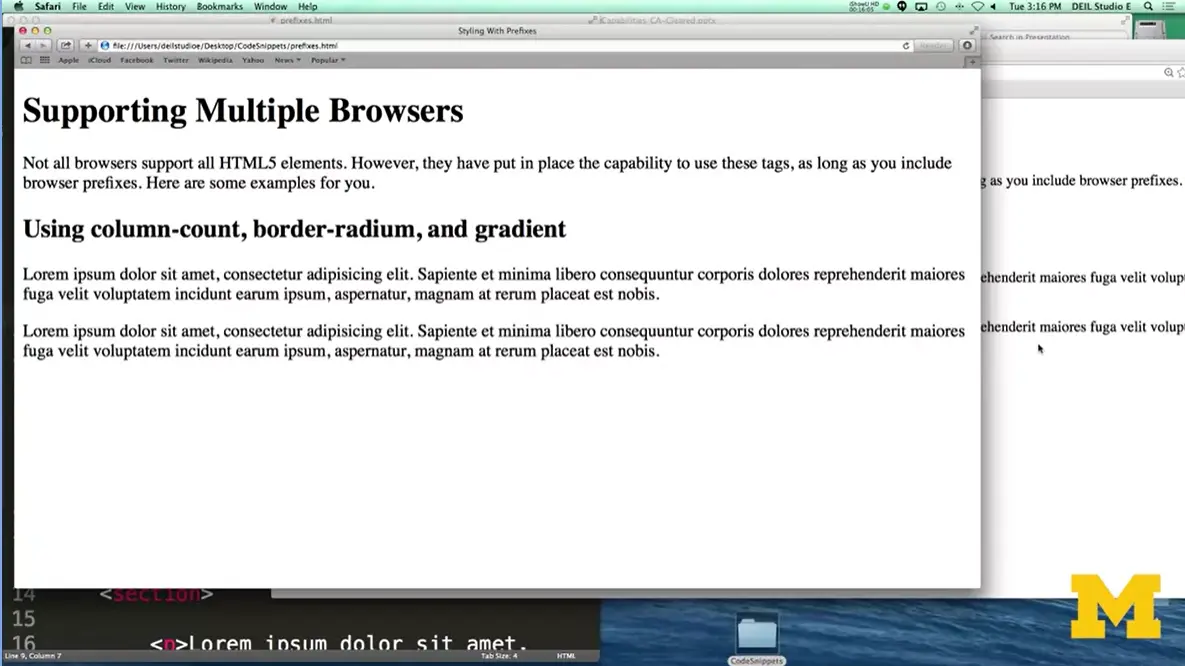 Safari File Edit View History Bookmarks Window Help
Tue 3:16 PM DEIL Studio E
prefixes.html
Search in Presentation
Styling With Prefixes
file:///Users/deilstudioe/Desktop/CodeSnippets/prefixes.html
Reader
Apple iCloud Facebook Twitter Wikipedia Yahoo News Popular
Supporting Multiple Browsers
Not all browsers support all HTML5 elements. However, they have put in place the capability to use these tags, as long as you include
browser prefixes. Here are some examples for you.
g as you include browser prefixes.
Using column-count, border-radium, and gradient
Lorem ipsum dolor sit amet, consectetur adipisicing elit. Sapiente et minima libero consequuntur corporis dolores reprehenderit maiores
fuga velit voluptatem incidunt earum ipsum, aspernatur, magnam at rerum placeat est nobis.
ehenderit maiores fuga velit volup
Lorem ipsum dolor sit amet, consectetur adipisicing elit. Sapiente et minima libero consequuntur corporis dolores reprehenderit maiores
fuga velit voluptatem incidunt earum ipsum, aspernatur, magnam at rerum placeat est nobis.
ehenderit maiores fuga velit volup
14 <section>
15
16 <p>Lorem ipsum dolor sit amet,
Line 9, Column 7 Tab Size: 4 HTML
CodeSnippets
M